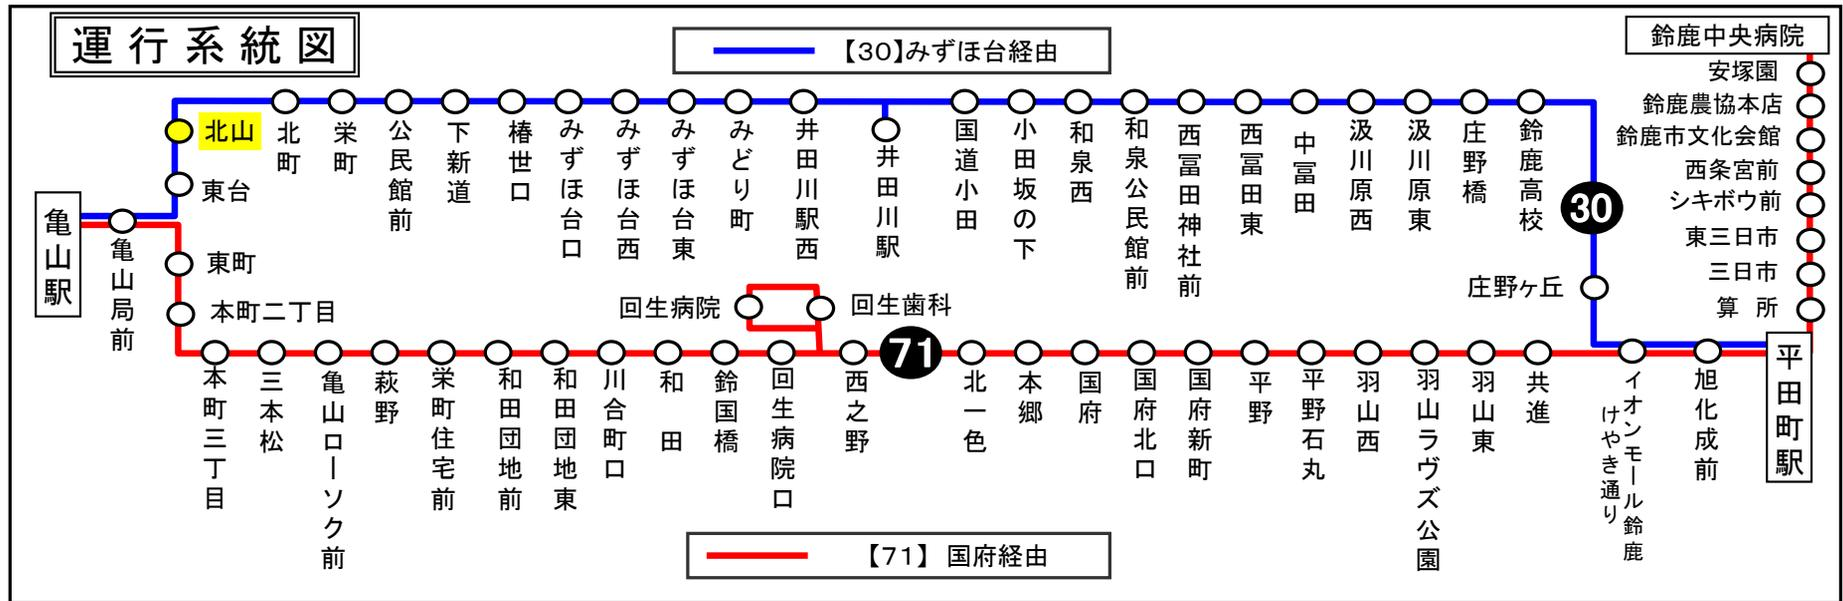 運行系統図
【30】みずほ台経由
鈴鹿中央病院
安塚園
鈴鹿農協本店
鈴鹿市文化会館
西条宮前
シキボウ前
東三日市
三日市
算所
北山
東台
北町
栄町
公民館前
下新道
椿世口
みずほ台口
みずほ台西
みずほ台東
みどり町
井田川駅西
井田川駅
国道小田
小田坂の下
和泉西
和泉公民館前
西冨田神社前
西冨田東
中冨田
汲川原西
汲川原東
庄野橋
鈴鹿高校
30
庄野ヶ丘
亀山駅
亀山局前
東町
本町二丁目
回生病院
回生歯科
71
本町三丁目
三本松
亀山ローソク前
萩野
栄町住宅前
和田団地前
和田団地東
川合町口
和田
鈴国橋
回生病院口
西之野
北一色
本郷
国府
国府北口
国府新町
平野
平野石丸
羽山西
羽山ラヴズ公園
羽山東
共進
イオンモール鈴鹿
けやき通り
旭化成前
平田町駅
【71】 国府経由